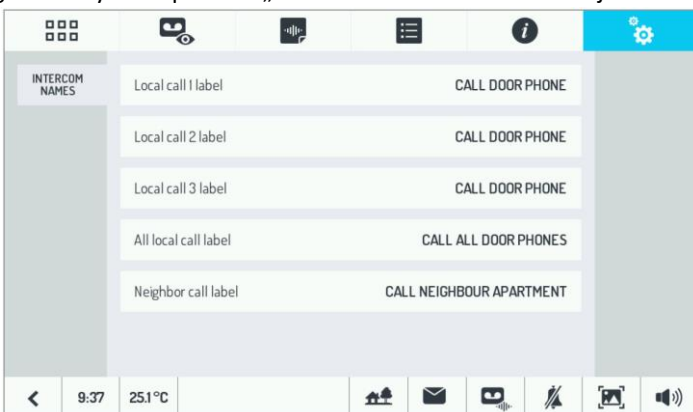 INTERCOM
NAMES
Local call 1 label CALL DOOR PHONE
Local call 2 label CALL DOOR PHONE
Local call 3 label CALL DOOR PHONE
All local call label CALL ALL DOOR PHONES
Neighbor call label CALL NEIGHBOUR APARTMENT
9:37 25.1 °C